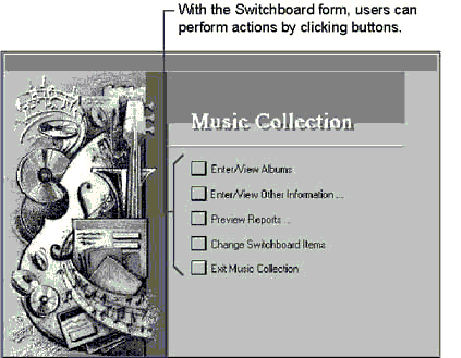 With the Switchboard form, users can
perform actions by clicking buttons.
Music Collection
Enter/View Albums
Enter/View Other Information ...
Preview Reports ...
Change Switchboard Items
Exit Music Collection